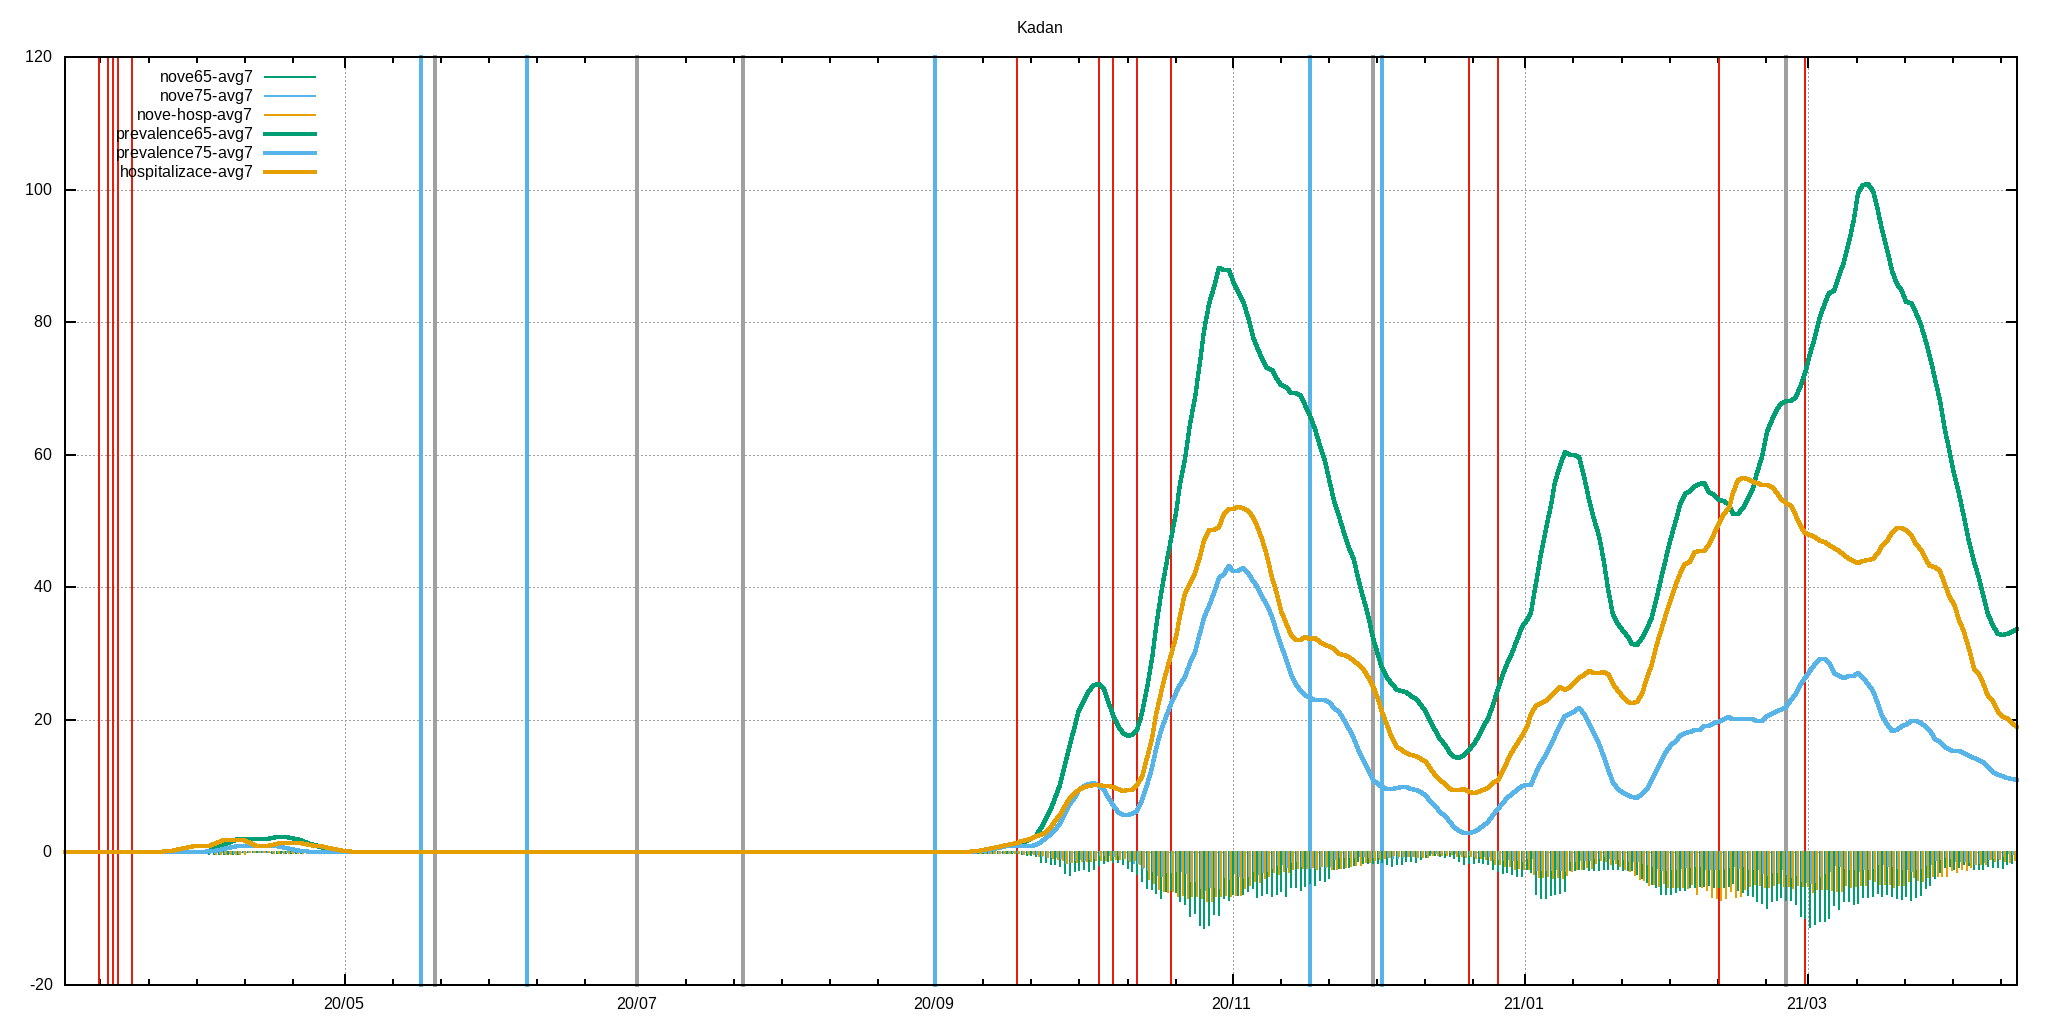 Kadan
120
nove65-avg7
nove75-avg7
nove-hosp-avg7
prevalence65-avg7
prevalence75-avg7
hospitalizace-avg7
100
80
60
40
20
0
-20
20/05
20/07
20/09
20/11
21/01
21/03